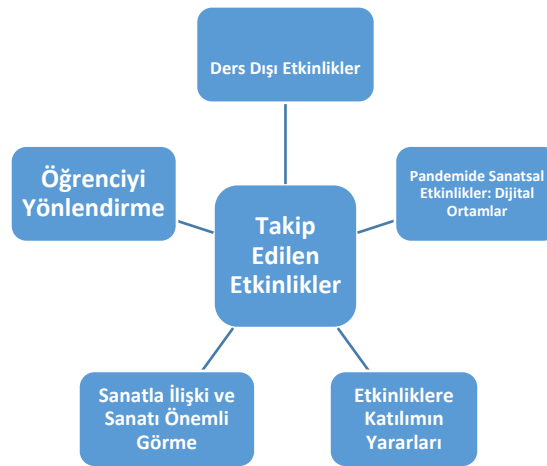 Ders Dışı Etkinlikler
Öğrenciyi
Yönlendirme
Pandemide Sanatsal
Etkinlikler: Dijital
Ortamlar
Takip
Edilen
Etkinlikler
Sanatla İlişki ve
Sanatı Önemli
Görme
Etkinliklere
Katılımın
Yararları